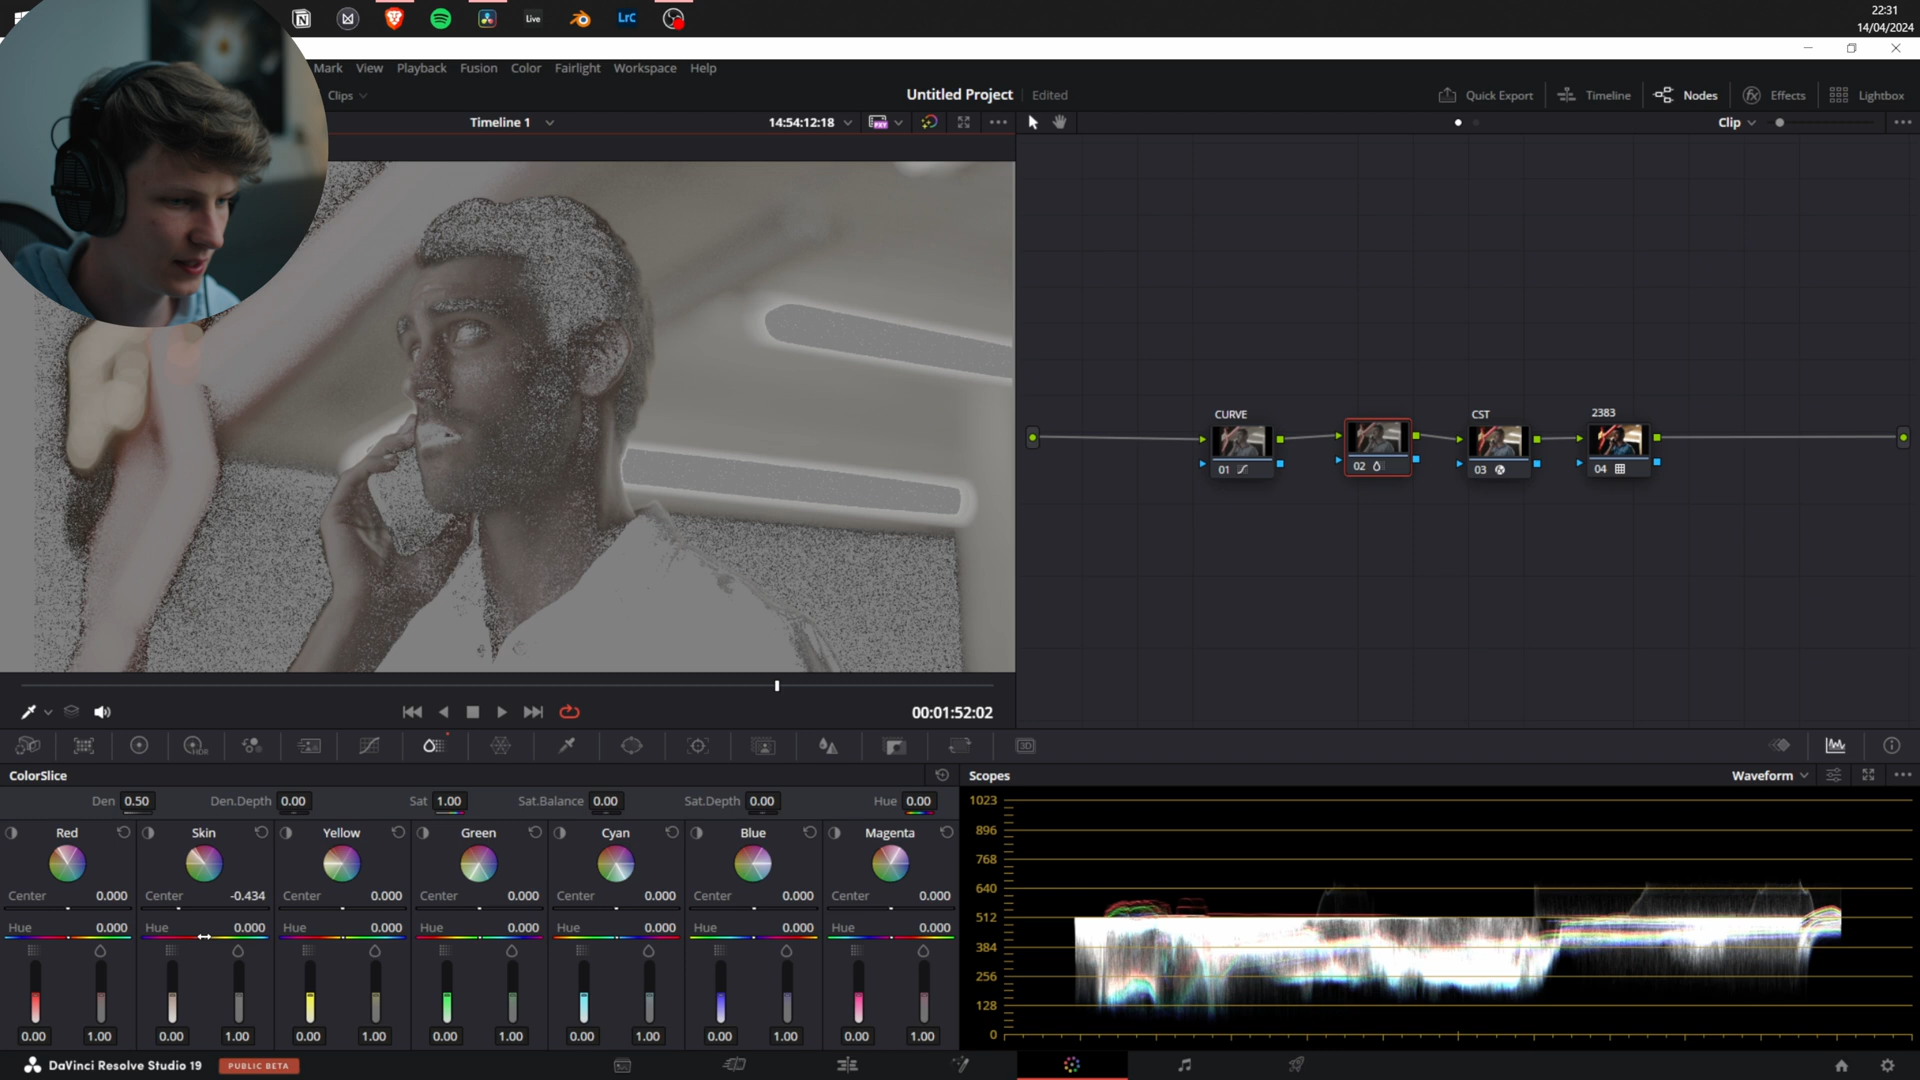 22:31
14/04/2024
Live
LrC
Mark View Playback Fusion Color Fairlight Workspace Help
Clips
Untitled Project Edited
Quick Export Timeline Nodes Effects Lightbox
Timeline 1
14:54:12:18
Clip
CURVE
01
02
CST
03
2383
04
00:01:52:02
HDR
3D
ColorSlice
Den 0.50 Den.Depth 0.00 Sat 1.00 Sat.Balance 0.00 Sat.Depth 0.00 Hue 0.00
Red Skin Yellow Green Cyan Blue Magenta
Center 0.000 Center -0.434 Center 0.000 Center 0.000 Center 0.000 Center 0.000 Center 0.000
Hue 0.000 Hue 0.000 Hue 0.000 Hue 0.000 Hue 0.000 Hue 0.000 Hue 0.000
0.00 1.00 0.00 1.00 0.00 1.00 0.00 1.00 0.00 1.00 0.00 1.00 0.00 1.00
Scopes
Waveform
1023
896
768
640
512
384
256
128
0
DaVinci Resolve Studio 19 PUBLIC BETA